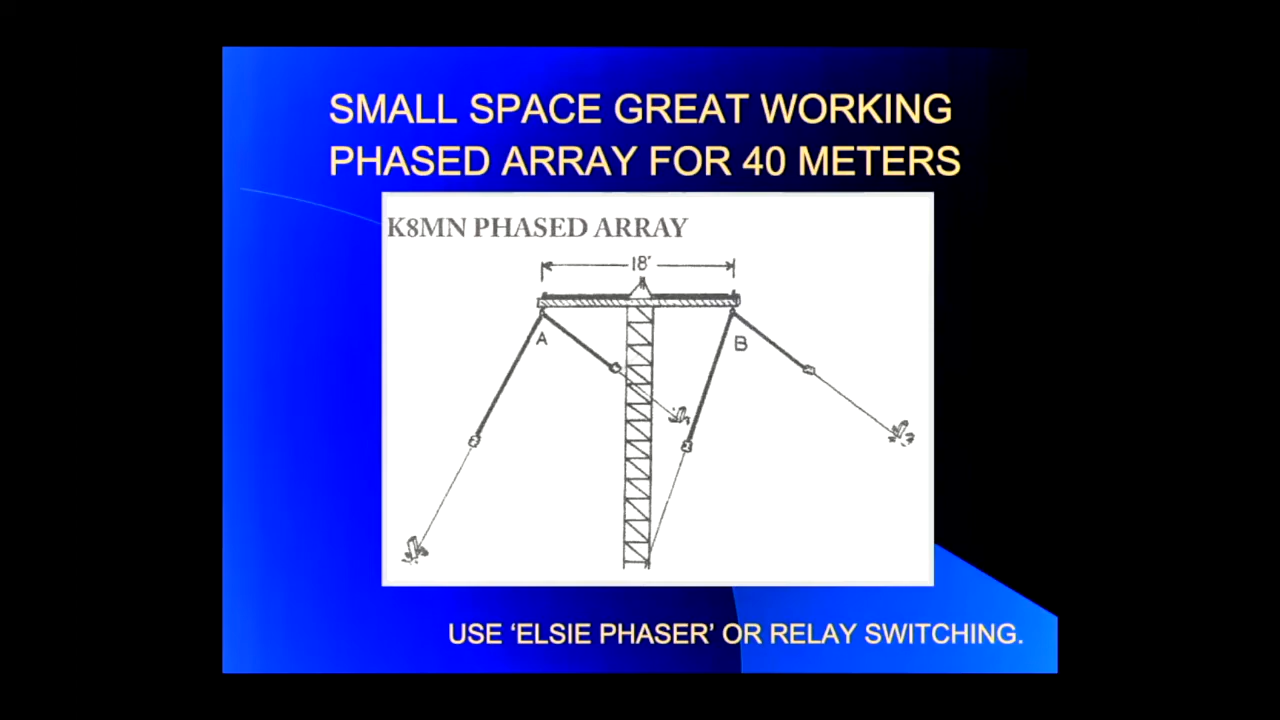 SMALL SPACE GREAT WORKING
PHASED ARRAY FOR 40 METERS
K8MN PHASED ARRAY
18'
A
B
USE ‘ELSIE PHASER’ OR RELAY SWITCHING.